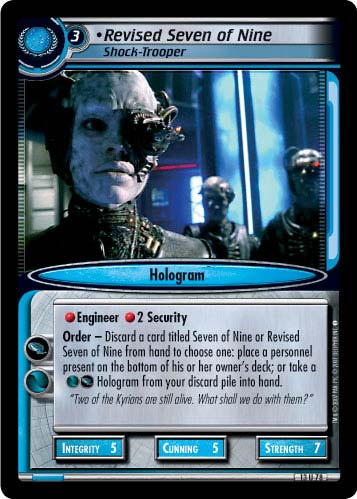 3
•Revised Seven of Nine
Shock-Trooper
Hologram
Engineer 2 Security
Order – Discard a card titled Seven of Nine or Revised
Seven of Nine from hand to choose one: place a personnel
present on the bottom of his or her owner's deck; or take a
Hologram from your discard pile into hand.
"Two of the Kyrians are still alive. What shall we do with them?"
INTEGRITY 5 CUNNING 5 STRENGTH 7